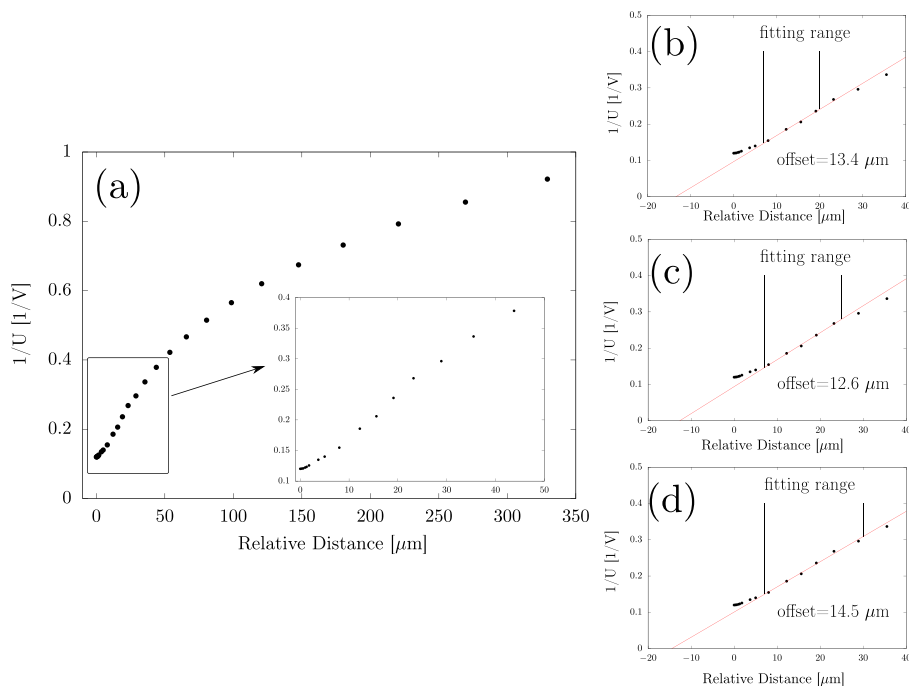 (a)
1
0.8
0.6
0.4
0.2
0
0 50 100 150 200 250 300 350
1/U [1/V]
Relative Distance [μm]
0.4
0.35
0.3
0.25
0.2
0.15
0.1
0 10 20 30 40 50
(b)
fitting range
offset=13.4 μm
0.5
0.4
0.3
0.2
0.1
0
−20 −10 0 10 20 30 40
1/U [1/V]
Relative Distance [μm]
(c)
fitting range
offset=12.6 μm
0.5
0.4
0.3
0.2
0.1
0
−20 −10 0 10 20 30 40
1/U [1/V]
Relative Distance [μm]
(d)
fitting range
offset=14.5 μm
0.5
0.4
0.3
0.2
0.1
0
−20 −10 0 10 20 30 40
1/U [1/V]
Relative Distance [μm]